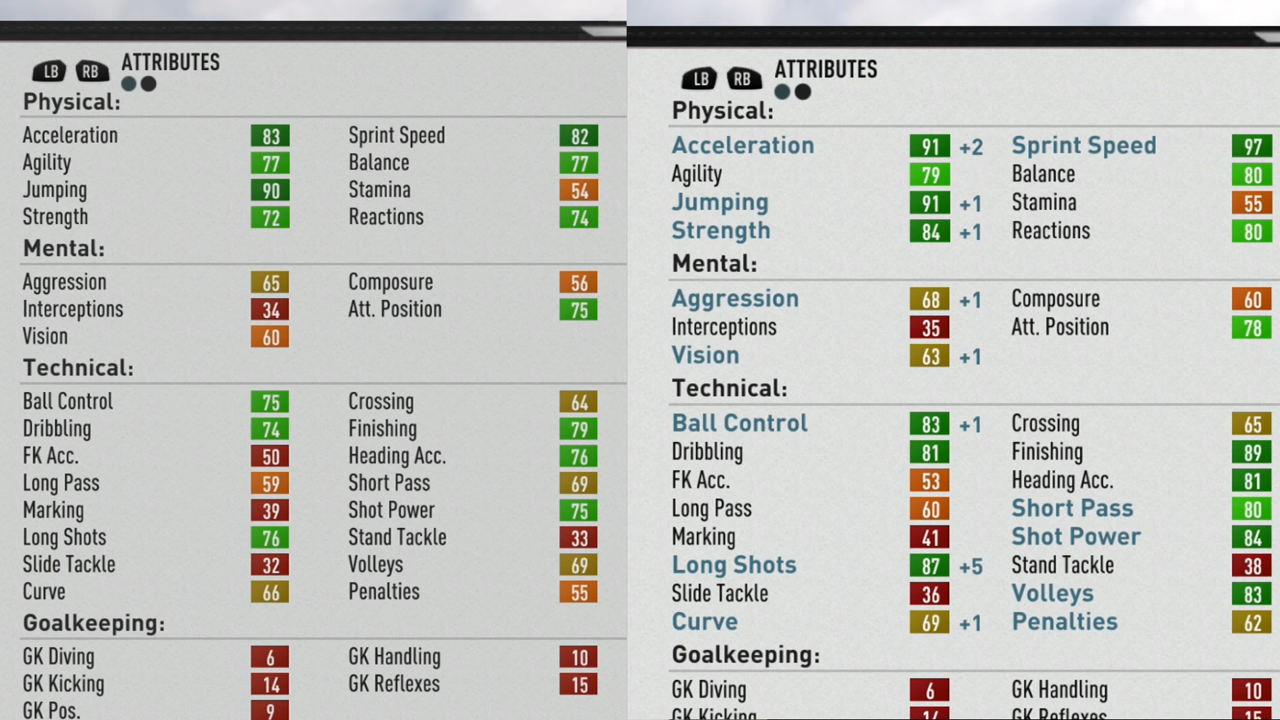 LB RB ATTRIBUTES
Physical:
Acceleration 83 Sprint Speed 82
Agility 77 Balance 77
Jumping 90 Stamina 54
Strength 72 Reactions 74
Mental:
Aggression 65 Composure 56
Interceptions 34 Att. Position 75
Vision 60
Technical:
Ball Control 75 Crossing 64
Dribbling 74 Finishing 79
FK Acc. 50 Heading Acc. 76
Long Pass 59 Short Pass 69
Marking 39 Shot Power 75
Long Shots 76 Stand Tackle 33
Slide Tackle 32 Volleys 69
Curve 66 Penalties 55
Goalkeeping:
GK Diving 6 GK Handling 10
GK Kicking 14 GK Reflexes 15
GK Pos. 9
LB RB ATTRIBUTES
Physical:
Acceleration 91 +2 Sprint Speed 97
Agility 79 Balance 80
Jumping 91 +1 Stamina 55
Strength 84 +1 Reactions 80
Mental:
Aggression 68 +1 Composure 60
Interceptions 35 Att. Position 78
Vision 63 +1
Technical:
Ball Control 83 +1 Crossing 65
Dribbling 81 Finishing 89
FK Acc. 53 Heading Acc. 81
Long Pass 60 Short Pass 80
Marking 41 Shot Power 84
Long Shots 87 +5 Stand Tackle 38
Slide Tackle 36 Volleys 83
Curve 69 +1 Penalties 62
Goalkeeping:
GK Diving 6 GK Handling 10
GK Kicking 14 GK Reflexes 15